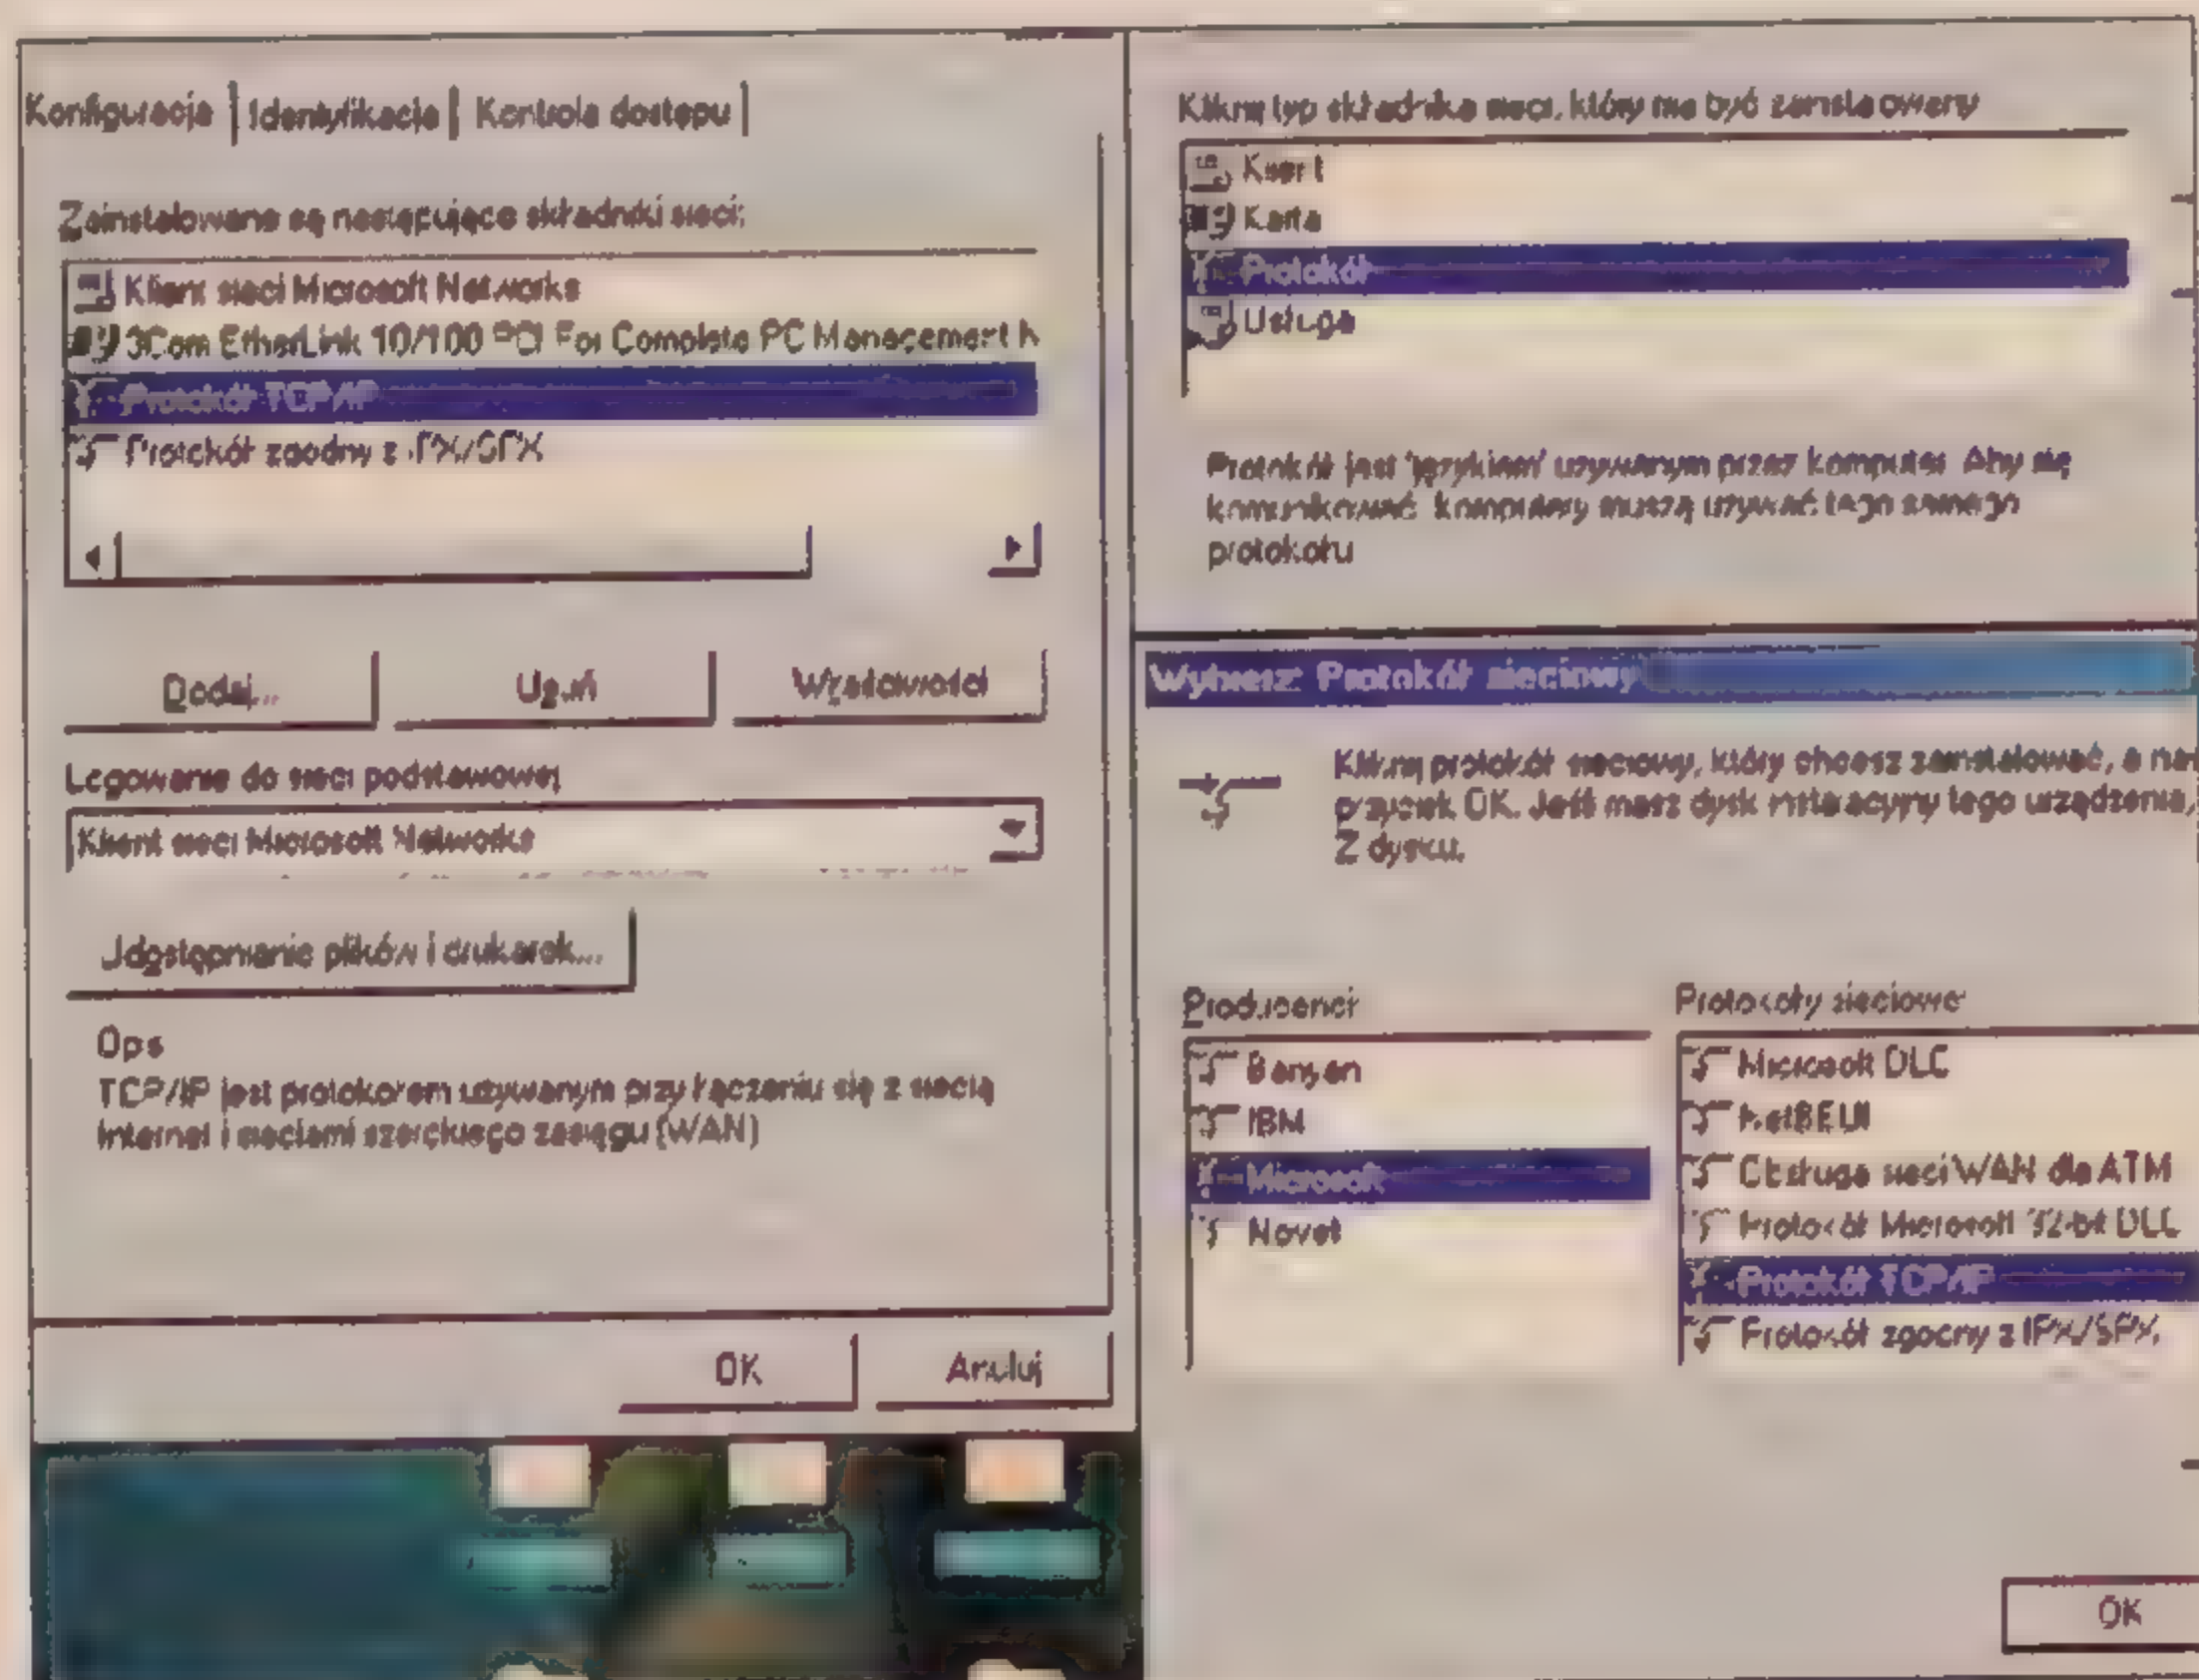 Konfiguracja Identyfikacja Kontrola dostępu
Zainstalowane są następujące składniki sieci:
Klient sieci Microsoft Networks
3Com EtherLink 10/100 PCI For Complete PC Management N
Protokół TCP/IP
Protokół zgodny z IPX/SPX
Dodaj... Usuń Właściwości
Logowanie do sieci podstawowej
Klient sieci Microsoft Networks
Udostępnianie plików i drukarek...
Opis
TCP/IP jest protokołem używanym przy łączeniu się z siecią
Internet i sieciami szerokiego zasięgu (WAN)
OK Anuluj
Kliknij typ składnika sieci, który ma być zainstalowany
Klient
Karta
Protokół
Usługa
Protokół jest 'językiem' używanym przez komputer. Aby się
komunikować, komputery muszą używać tego samego
protokołu
Wybierz: Protokół sieciowy
Kliknij protokół sieciowy, który chcesz zainstalować, a nas
przycisk OK. Jeśli masz dysk instalacyjny tego urządzenia,
Z dysku.
Producenci
Banyan
IBM
Microsoft
Novell
Protokoły sieciowe
Microsoft DLC
NetBEUI
Obsługa sieci WAN dla ATM
Protokół Microsoft 32-bit DLC
Protokół TCP/IP
Protokół zgodny z IPX/SPX
OK